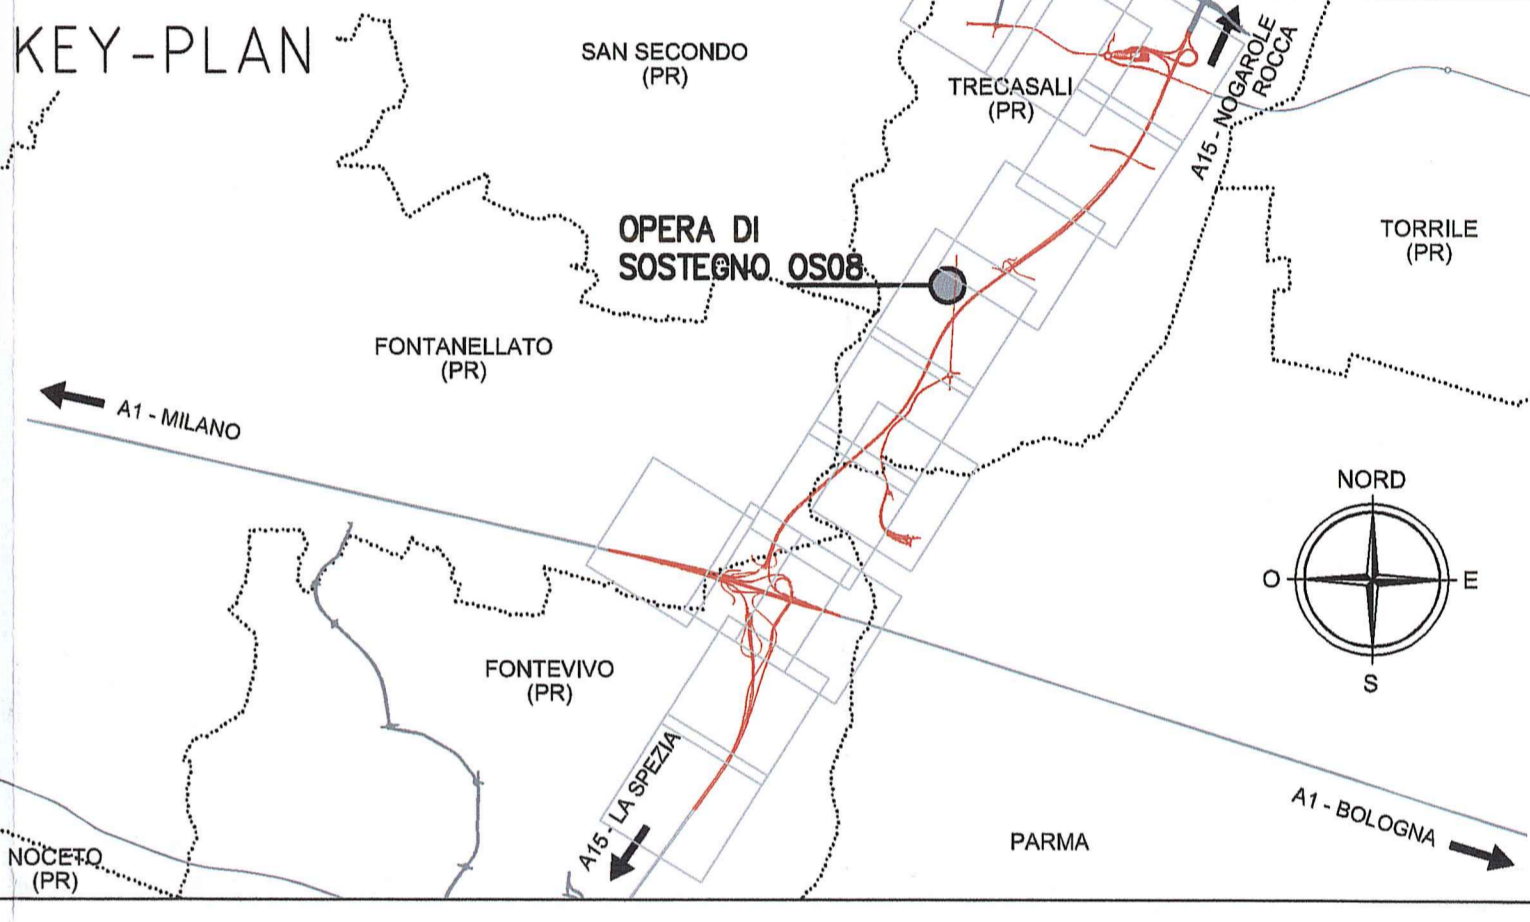 KEY-PLAN
SAN SECONDO
(PR)
TRECASALI
(PR)
A15 - NOGAROLE
ROCCA
OPERA DI
SOSTEGNO OS08
TORRILE
(PR)
FONTANELLATO
(PR)
A1 - MILANO
NORD
O
E
S
FONTEVIVO
(PR)
A15 - LA SPEZIA
A1 - BOLOGNA
PARMA
NOCETO
(PR)